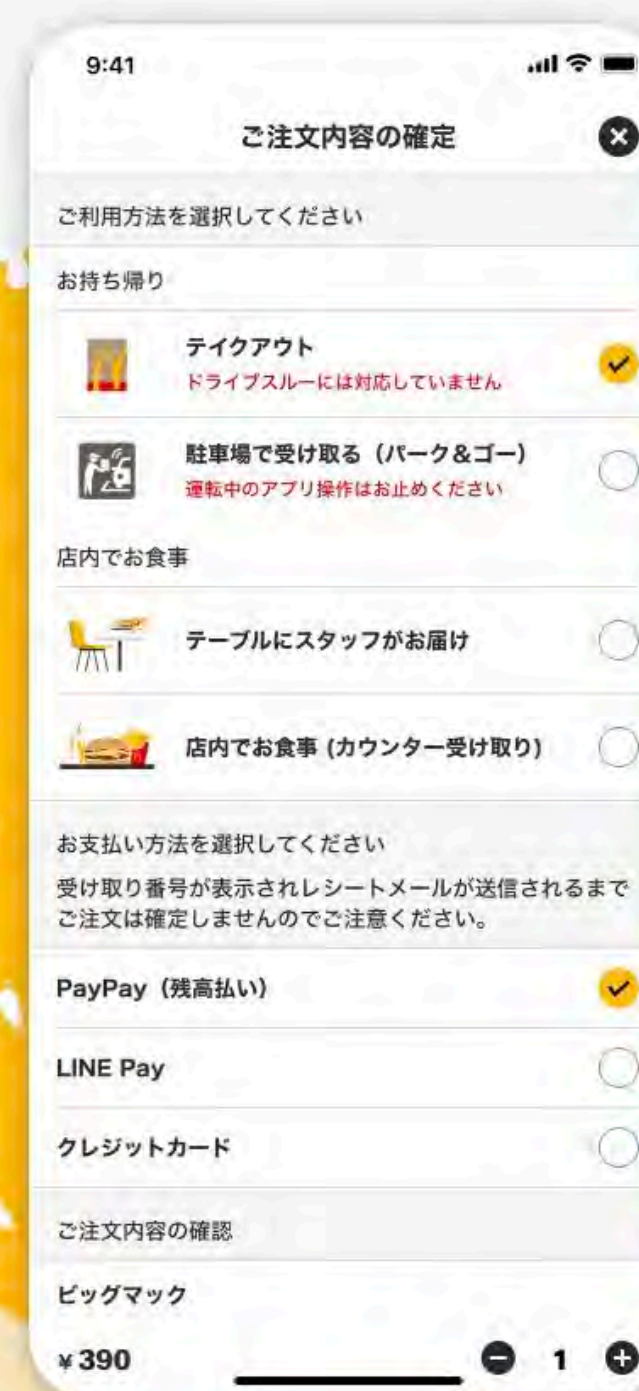 9:41
ご注文内容の確定
ご利用方法を選択してください
お持ち帰り
テイクアウト
ドライブスルーには対応していません
駐車場で受け取る（パーク&ゴー）
運転中のアプリ操作はお止めください
店内でお食事
テーブルにスタッフがお届け
店内でお食事 (カウンター受け取り)
お支払い方法を選択してください
受け取り番号が表示されレシートメールが送信されるまで
ご注文は確定しませんのでご注意ください。
PayPay（残高払い）
LINE Pay
クレジットカード
ご注文内容の確認
ビッグマック
¥390 1